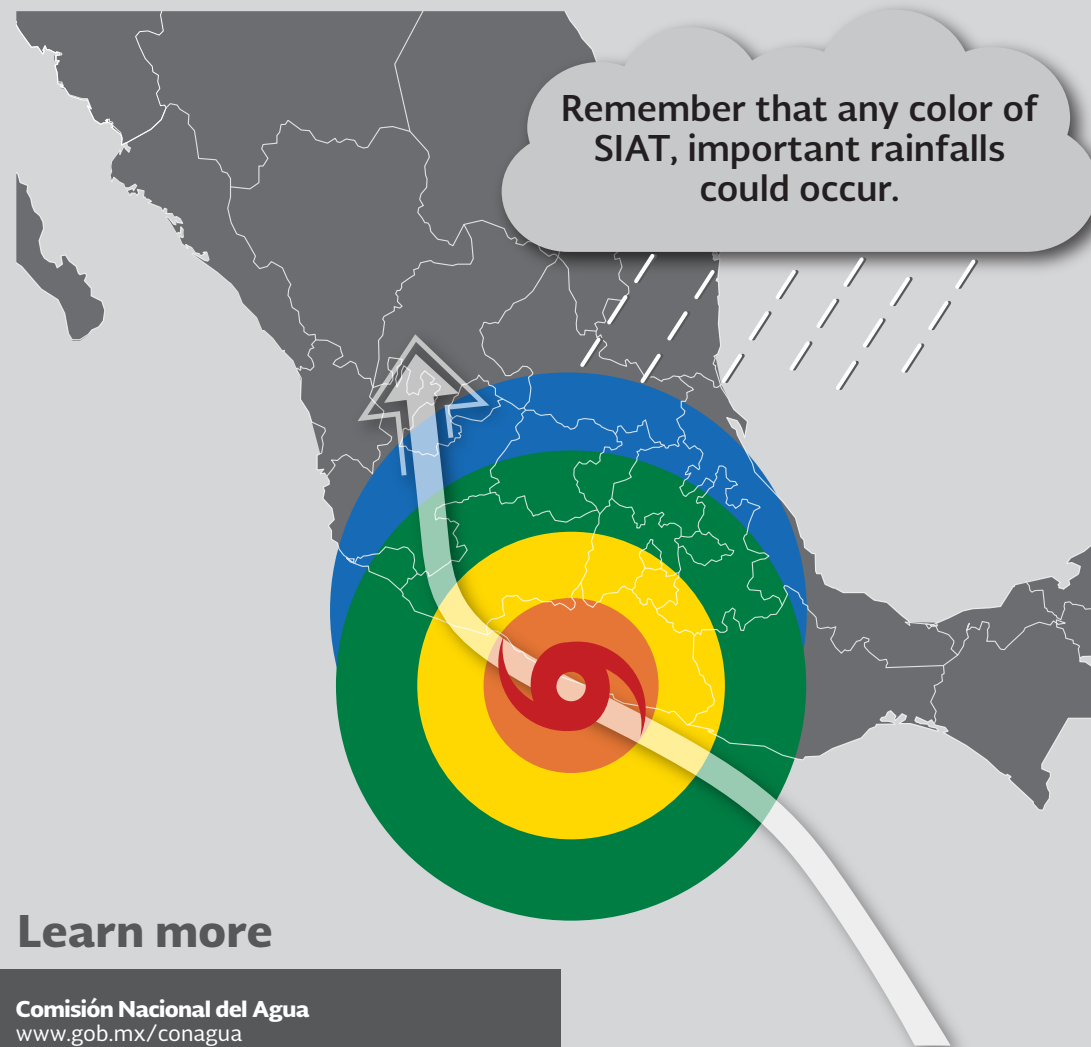 Remember that any color of
SIAT, important rainfalls
could occur.
Learn more
Comisión Nacional del Agua
www.gob.mx/conagua